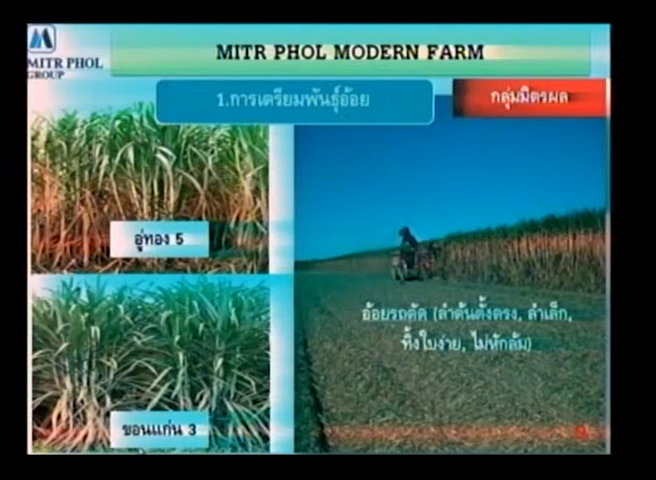 MITR PHOL
GROUP
MITR PHOL MODERN FARM
1.การเตรียมพันธุ์อ้อย
กลุ่มมิตรผล
อู่ทอง 5
อ้อยรถตัด (ลำต้นตั้งตรง, ลำเล็ก,
ทิ้งใบง่าย, ไม่หักล้ม)
ขอนแก่น 3